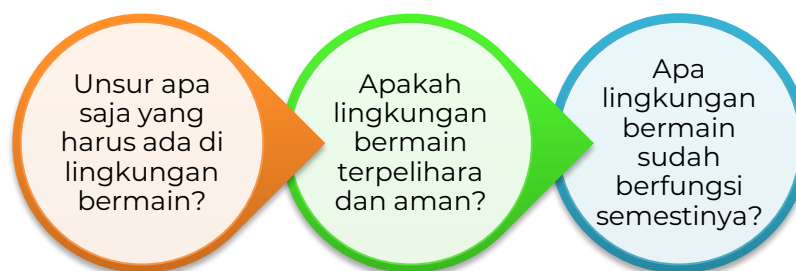 Unsur apa
saja yang
harus ada di
lingkungan
bermain?
Apakah
lingkungan
bermain
terpelihara
dan aman?
Apa
lingkungan
bermain
sudah
berfungsi
semestinya?